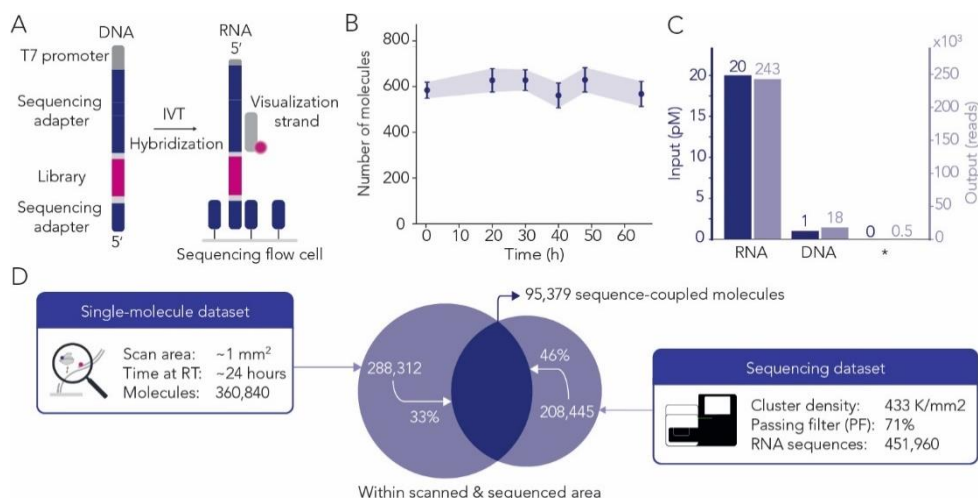 A
DNA
T7 promoter
Sequencing
adapter
Library
Sequencing
adapter
5'
IVT
Hybridization
RNA
5'
Visualization
strand
Sequencing flow cell
B
Number of molecules
800
600
400
200
0
0 10 20 30 40 50 60
Time (h)
C
Input (pM)
20
15
10
5
0
20 243
1 18
0 0.5
RNA DNA *
x10³
250
200
150
100
50
0
Output (reads)
D
Single-molecule dataset
Scan area: ~1 mm²
Time at RT: ~24 hours
Molecules: 360,840
95,379 sequence-coupled molecules
288,312
33%
46%
208,445
Within scanned & sequenced area
Sequencing dataset
Cluster density: 433 K/mm2
Passing filter (PF): 71%
RNA sequences: 451,960